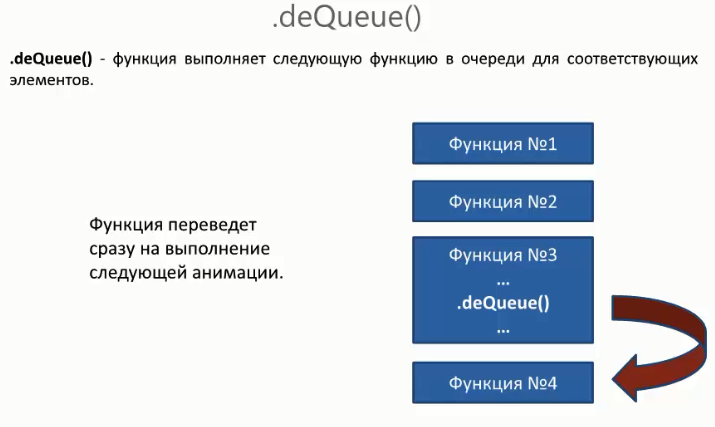 .deQueue()
.deQueue() - функция выполняет следующую функцию в очереди для соответствующих
элементов.
Функция переведет
сразу на выполнение
следующей анимации.
Функция №1
Функция №2
Функция №3
...
.deQueue()
...
Функция №4